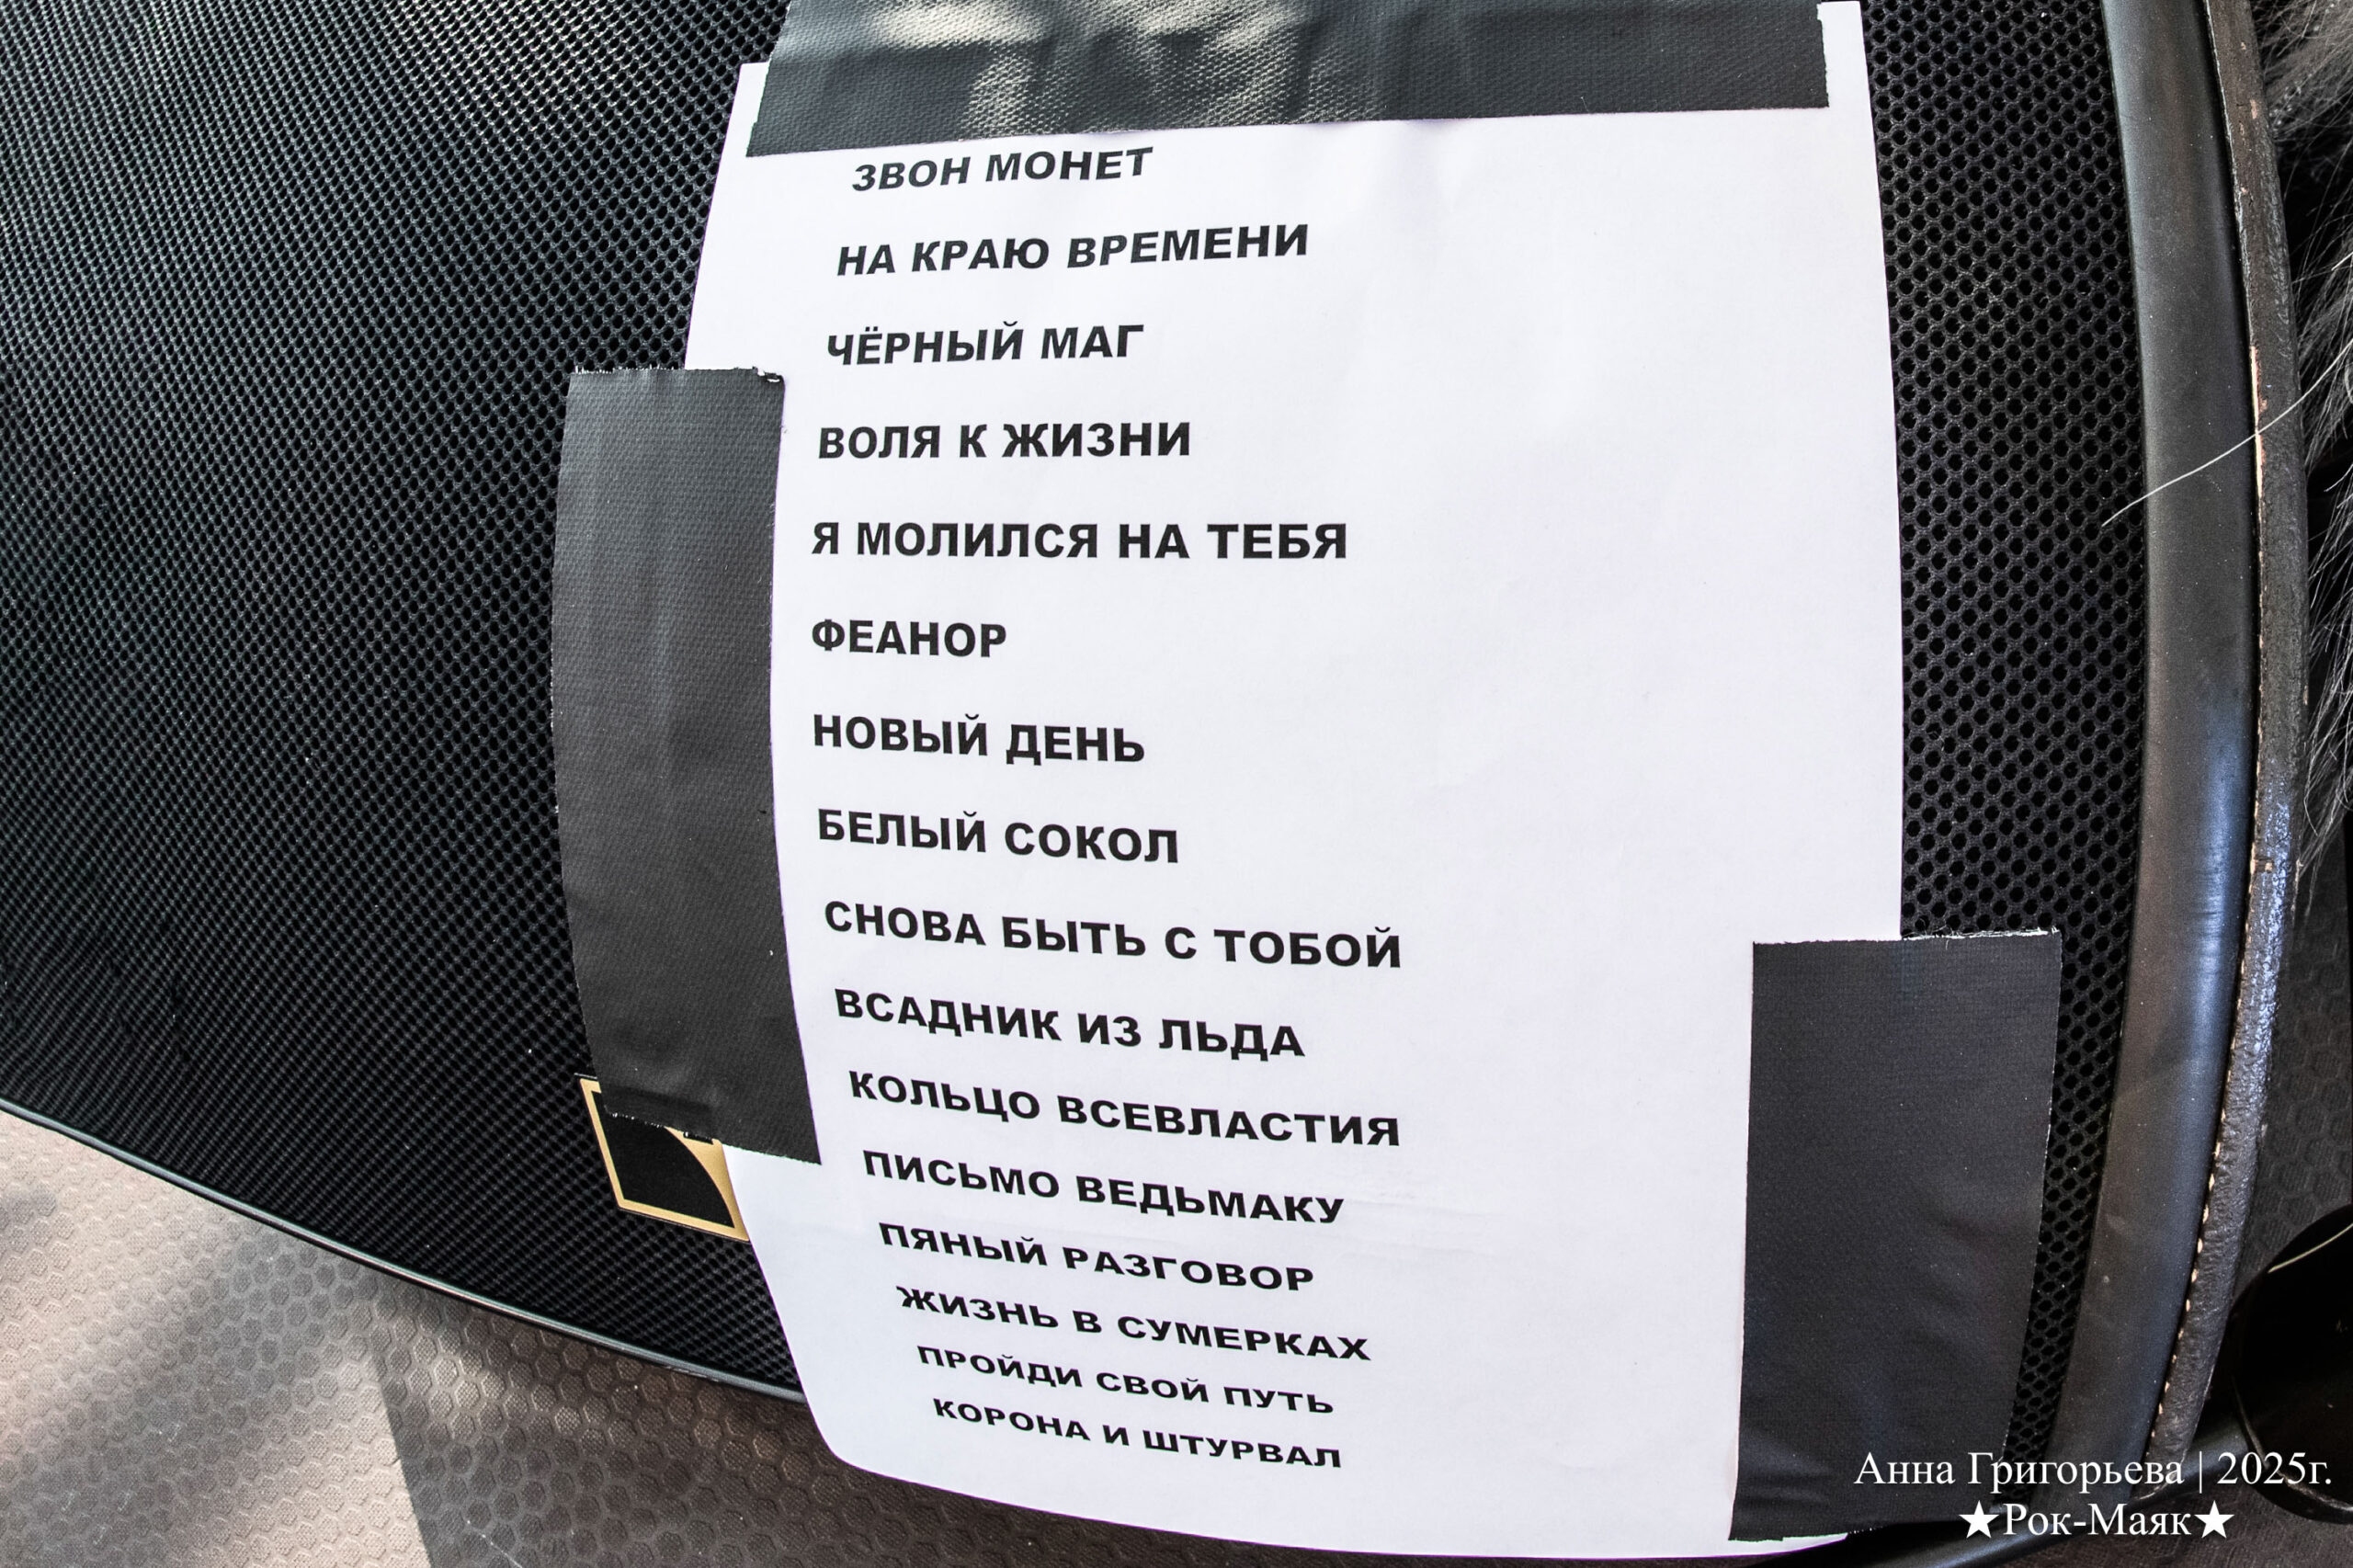 ЗВОН МОНЕТ
НА КРАЮ ВРЕМЕНИ
ЧЁРНЫЙ МАГ
ВОЛЯ К ЖИЗНИ
Я МОЛИЛСЯ НА ТЕБЯ
ФЕАНОР
НОВЫЙ ДЕНЬ
БЕЛЫЙ СОКОЛ
СНОВА БЫТЬ С ТОБОЙ
ВСАДНИК ИЗ ЛЬДА
КОЛЬЦО ВСЕВЛАСТИЯ
ПИСЬМО ВЕДЬМАКУ
ПЯНЫЙ РАЗГОВОР
ЖИЗНЬ В СУМЕРКАХ
ПРОЙДИ СВОЙ ПУТЬ
КОРОНА И ШТУРВАЛ
Анна Григорьева | 2025г.
★Рок-Маяк★